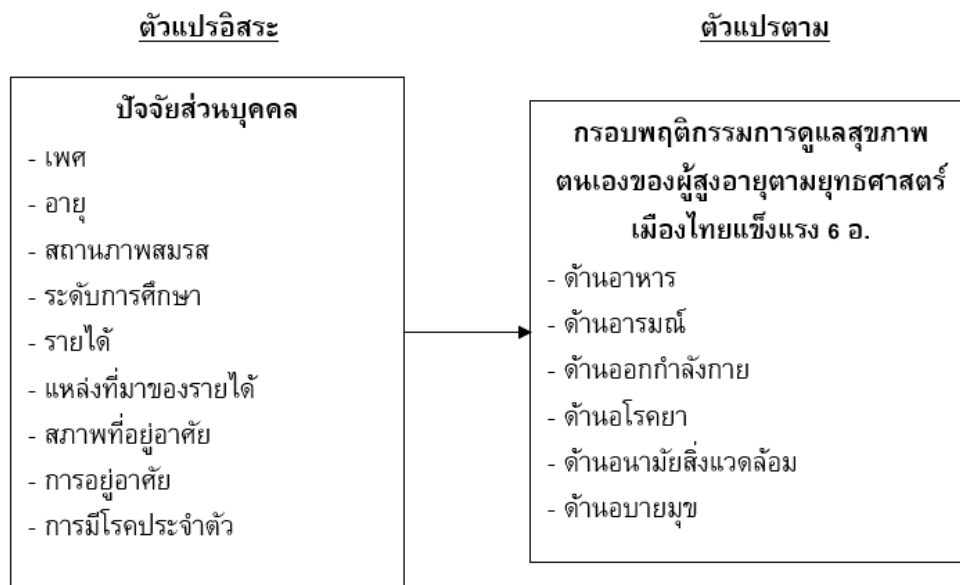 ตัวแปรอิสระ
ปัจจัยส่วนบุคคล
- เพศ
- อายุ
- สถานภาพสมรส
- ระดับการศึกษา
- รายได้
- แหล่งที่มาของรายได้
- สภาพที่อยู่อาศัย
- การอยู่อาศัย
- การมีโรคประจำตัว
ตัวแปรตาม
กรอบพฤติกรรมการดูแลสุขภาพ
ตนเองของผู้สูงอายุตามยุทธศาสตร์
เมืองไทยแข็งแรง 6 อ.
- ด้านอาหาร
- ด้านอารมณ์
- ด้านออกกำลังกาย
- ด้านอโรคยา
- ด้านอนามัยสิ่งแวดล้อม
- ด้านอบายมุข